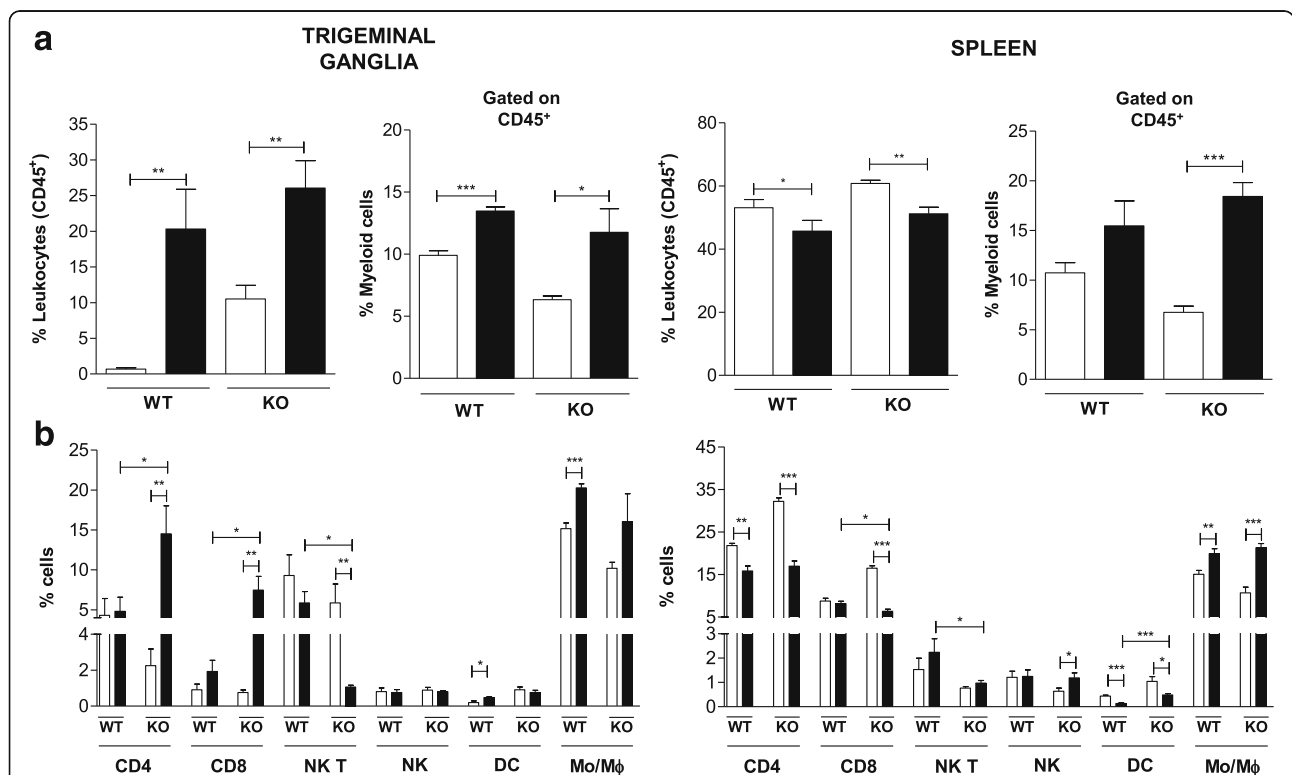 a
TRIGEMINAL
GANGLIA
SPLEEN
% Leukocytes (CD45+)
35
30
25
20
15
10
5
0
**
**
WT
KO
Gated on
CD45+
% Myeloid cells
20
15
10
5
0
***
*
WT
KO
% Leukocytes (CD45+)
80
60
40
20
0
*
**
WT
KO
Gated on
CD45+
% Myeloid cells
25
20
15
10
5
0
***
WT
KO
b
% cells
25
20
15
10
5
4
2
0
*
**
*
**
*
**
*
***
WT KO WT KO WT KO WT KO WT KO WT KO
CD4 CD8 NK T NK DC Mo/Mϕ
% cells
45
35
25
15
5
3
2
1
0
**
***
*
***
*
*
***
***
*
**
***
WT KO WT KO WT KO WT KO WT KO WT KO
CD4 CD8 NK T NK DC Mo/Mϕ